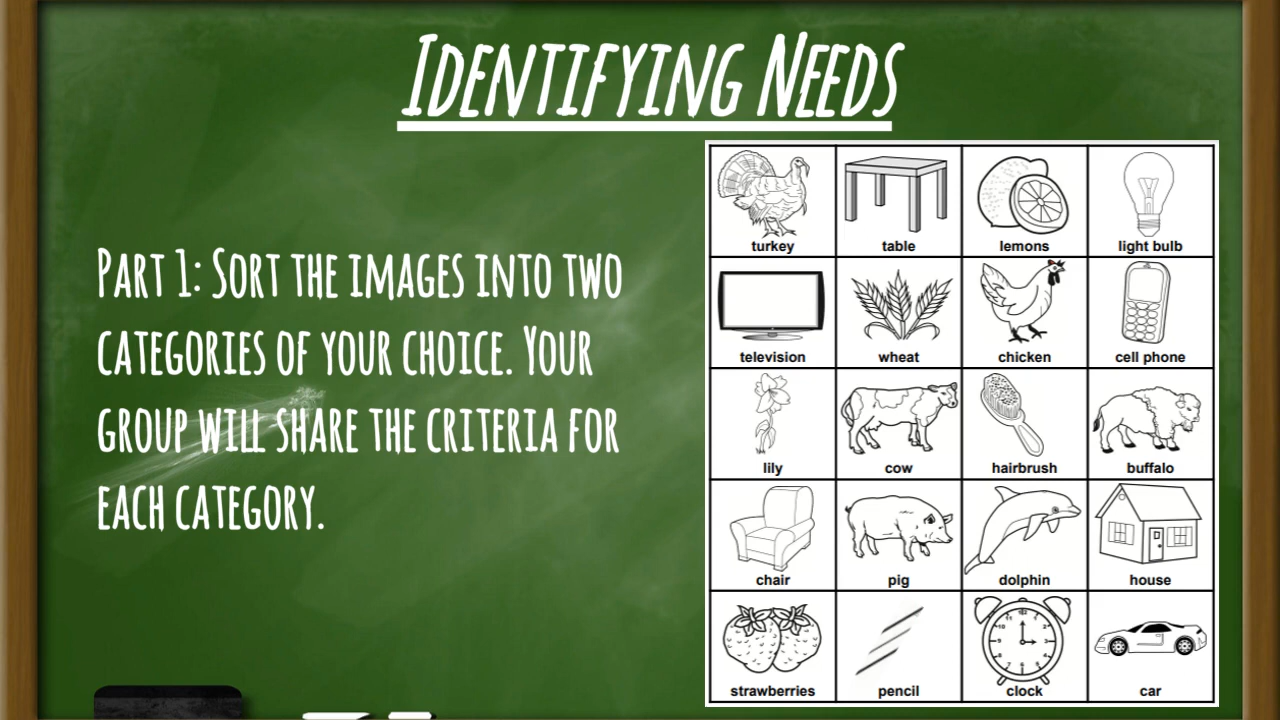 IDENTIFYING NEEDS
PART 1: SORT THE IMAGES INTO TWO
CATEGORIES OF YOUR CHOICE. YOUR
GROUP WILL SHARE THE CRITERIA FOR
EACH CATEGORY.
turkey table lemons light bulb
television wheat chicken cell phone
lily cow hairbrush buffalo
chair pig dolphin house
strawberries pencil clock car